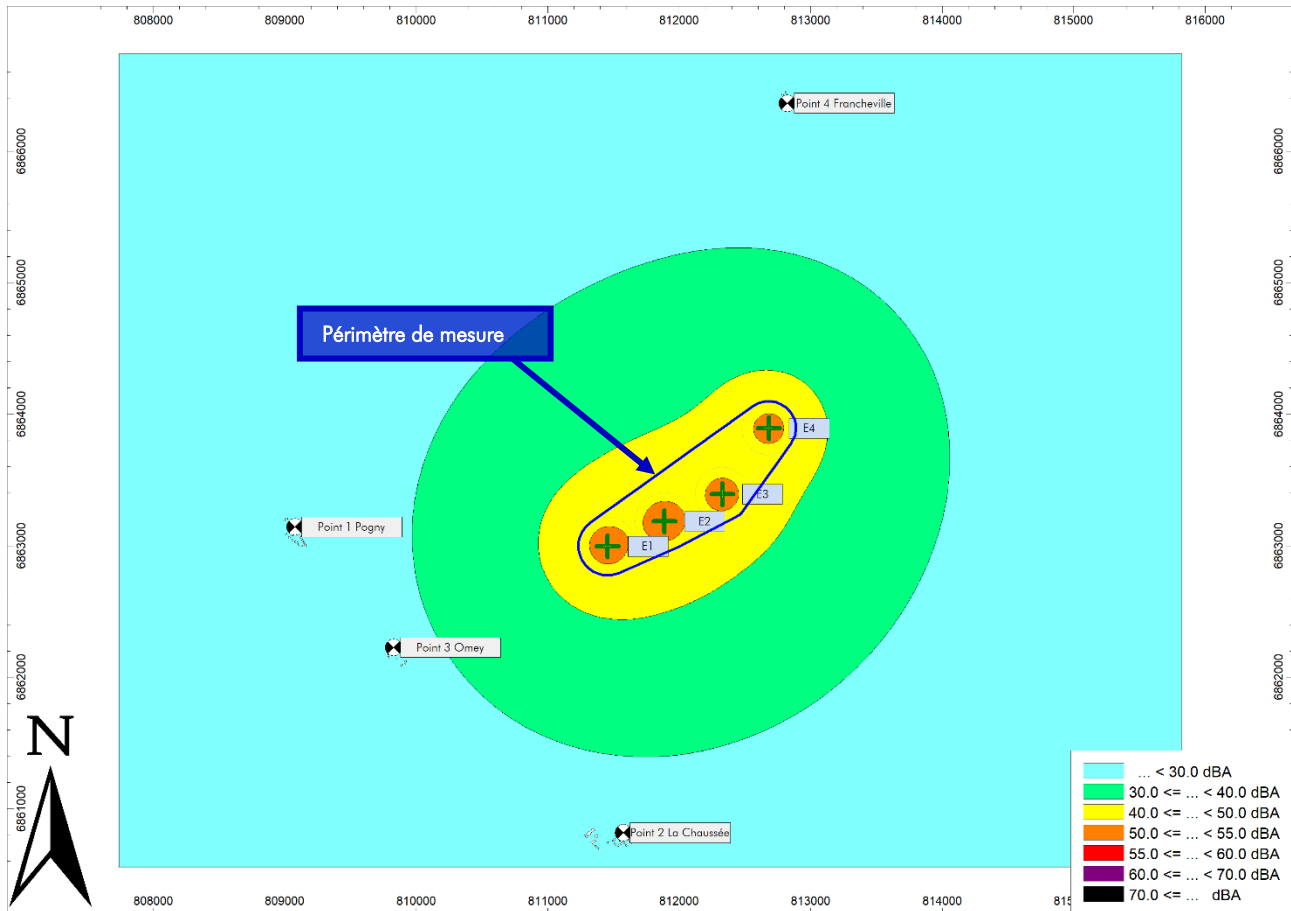 808000 809000 810000 811000 812000 813000 814000 815000 816000
Point 4 Francheville
6866000 6866000
6865000 6865000
Périmètre de mesure
6864000 6864000
E4
E3
E2
Point 1 Pogny
E1
6863000 6863000
Point 3 Omey
6862000 6862000
N
... < 30.0 dBA
30.0 <= ... < 40.0 dBA
40.0 <= ... < 50.0 dBA
50.0 <= ... < 55.0 dBA
55.0 <= ... < 60.0 dBA
60.0 <= ... < 70.0 dBA
70.0 <= ... dBA
6861000
Point 2 La Chaussée
808000 809000 810000 811000 812000 813000 814000